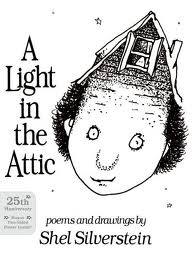 A
Light
in the
Attic
25th
Anniversary
poems and drawings by
Shel Silverstein